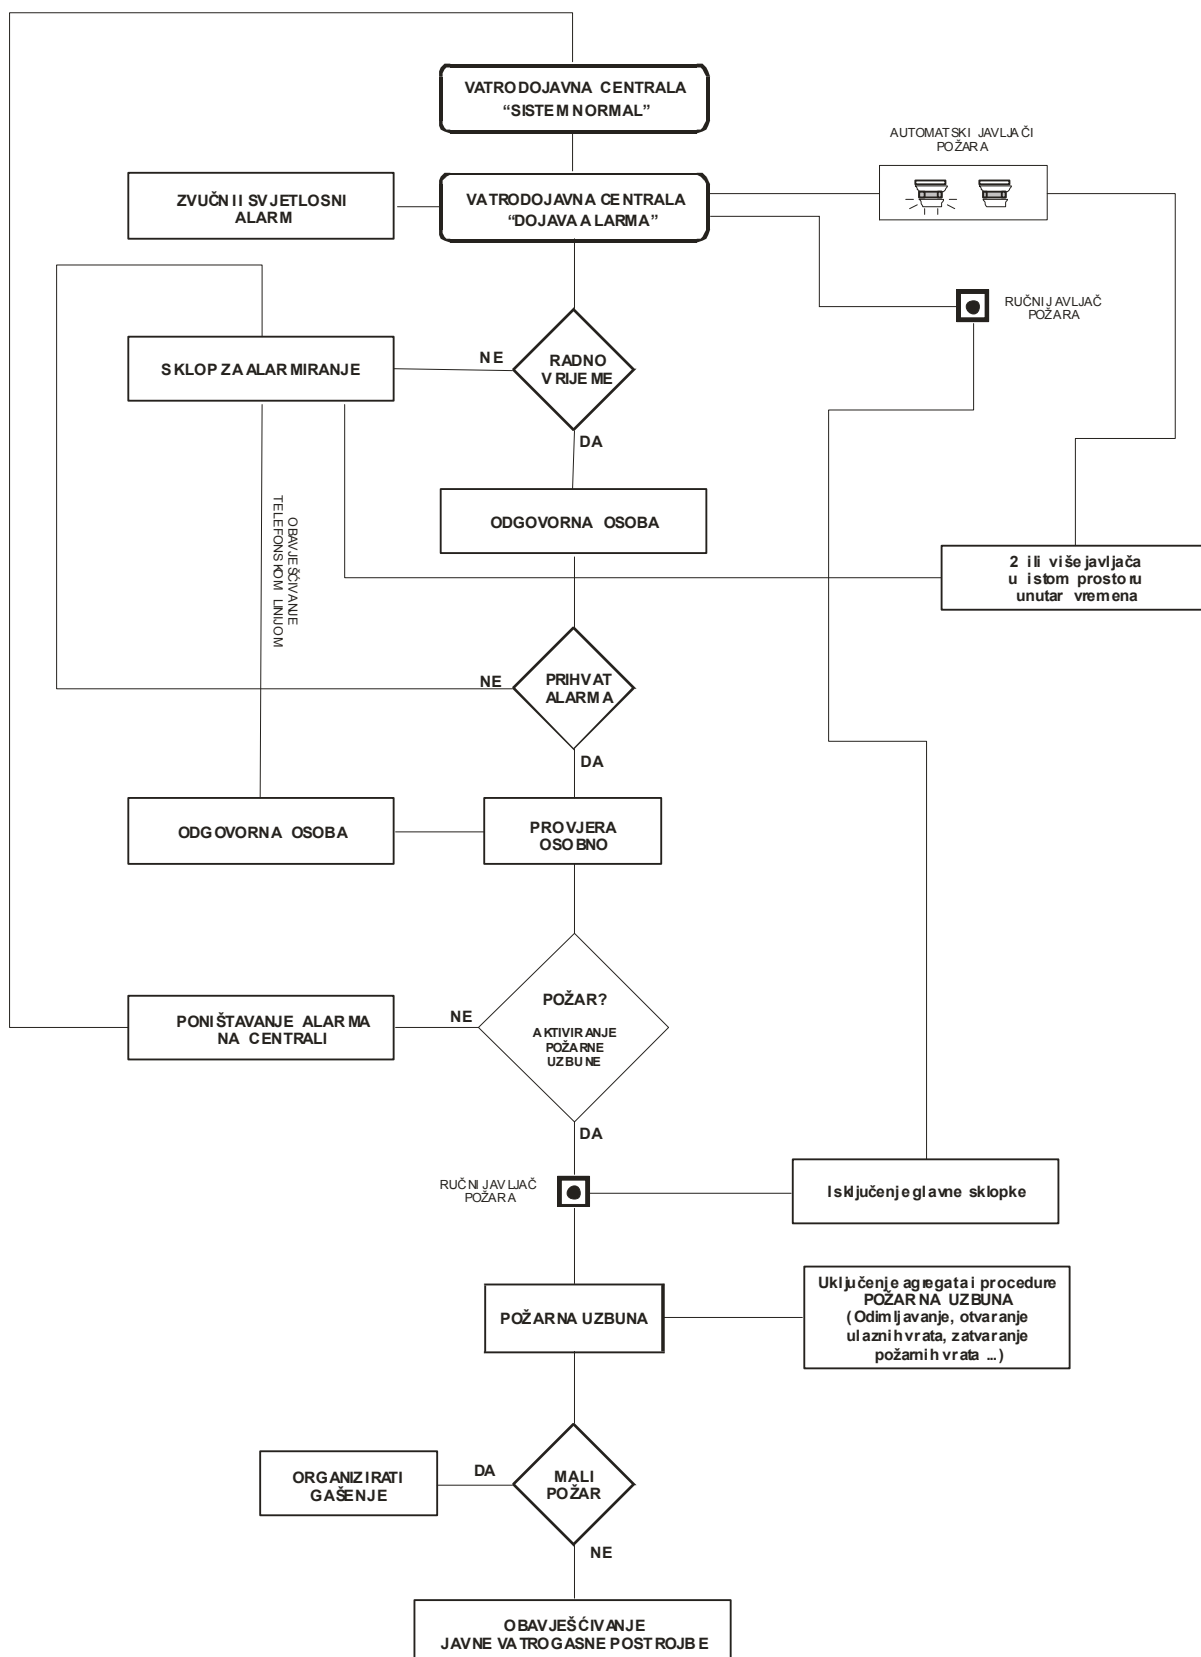 VATRODOJAVNA CENTRALA
“SISTEM NORMAL”
AUTOMATSKI JAVLJAČI
POŽARA
ZVUČNI I SVJETLOSNI
ALARM
VATRODOJAVNA CENTRALA
“DOJAVA ALARMA”
RUČNI JAVLJAČ
POŽARA
SKLOP ZA ALARMIRANJE
NE
RADNO
VRIJEME
DA
ODGOVORNA OSOBA
OBAVJEŠĆIVANJE
TELEFONSKOM LINIJOM
2 ili više javljača
u istom prostoru
unutar vremena
NE
PRIHVAT
ALARMA
DA
ODGOVORNA OSOBA
PROVJERA
OSOBNO
PONIŠTAVANJE ALARMA
NA CENTRALI
NE
POŽAR?
AKTIVIRANJE
POŽARNE
UZBUNE
DA
RUČNI JAVLJAČ
POŽARA
Isključenje glavne sklopke
POŽARNA UZBUNA
Uključenje agregata i procedure
POŽARNA UZBUNA
(Odimljavanje, otvaranje
ulaznih vrata, zatvaranje
požarnih vrata ...)
ORGANIZIRATI
GAŠENJE
DA
MALI
POŽAR
NE
OBAVJEŠĆIVANJE
JAVNE VATROGASNE POSTROJBE